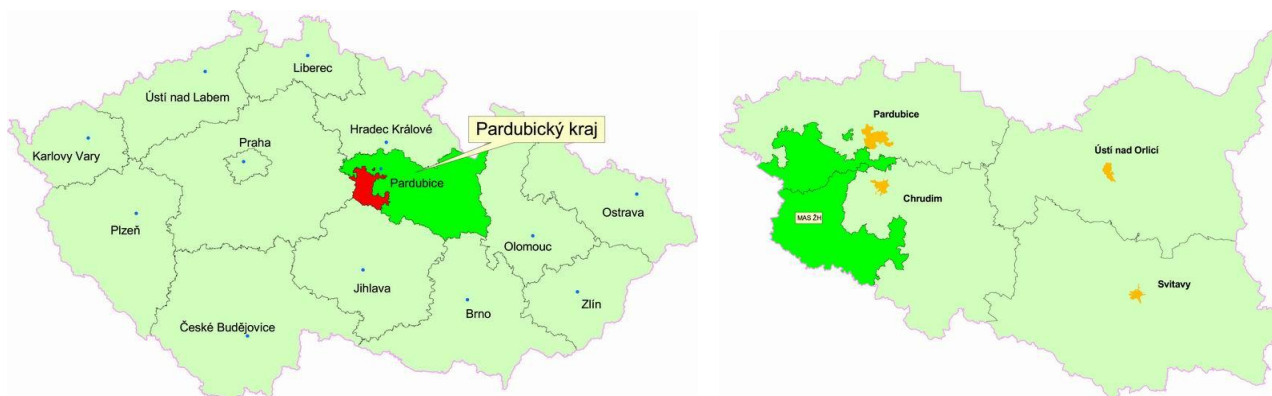 Liberec
Ústí nad Labem
Hradec Králové
Pardubický kraj
Karlovy Vary
Praha
Pardubice
Ostrava
Plzeň
Olomouc
Jihlava
Zlín
Brno
České Budějovice
Pardubice
Ústí nad Orlicí
Chrudim
MAS ŽH
Svitavy